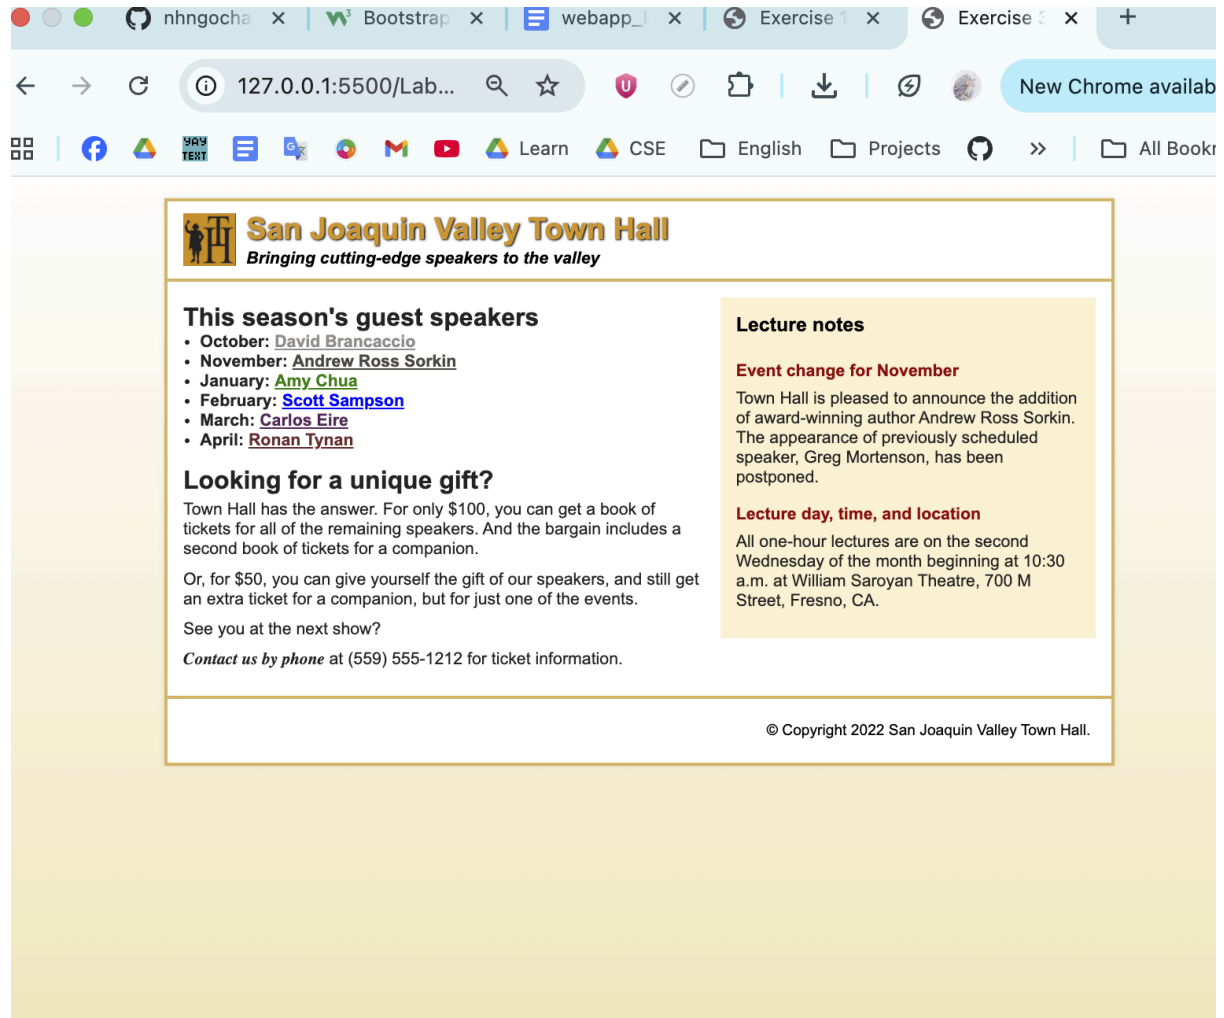 nhngocha
Bootstrap
webapp_l
Exercise 1
Exercise 3
127.0.0.1:5500/Lab...
New Chrome availab
YAY
TEXT
Learn
CSE
English
Projects
All Bookr
TH
San Joaquin Valley Town Hall
Bringing cutting-edge speakers to the valley
This season's guest speakers
• October: David Brancaccio
• November: Andrew Ross Sorkin
• January: Amy Chua
• February: Scott Sampson
• March: Carlos Eire
• April: Ronan Tynan
Looking for a unique gift?
Town Hall has the answer. For only $100, you can get a book of
tickets for all of the remaining speakers. And the bargain includes a
second book of tickets for a companion.
Or, for $50, you can give yourself the gift of our speakers, and still get
an extra ticket for a companion, but for just one of the events.
See you at the next show?
Contact us by phone at (559) 555-1212 for ticket information.
Lecture notes
Event change for November
Town Hall is pleased to announce the addition
of award-winning author Andrew Ross Sorkin.
The appearance of previously scheduled
speaker, Greg Mortenson, has been
postponed.
Lecture day, time, and location
All one-hour lectures are on the second
Wednesday of the month beginning at 10:30
a.m. at William Saroyan Theatre, 700 M
Street, Fresno, CA.
© Copyright 2022 San Joaquin Valley Town Hall.